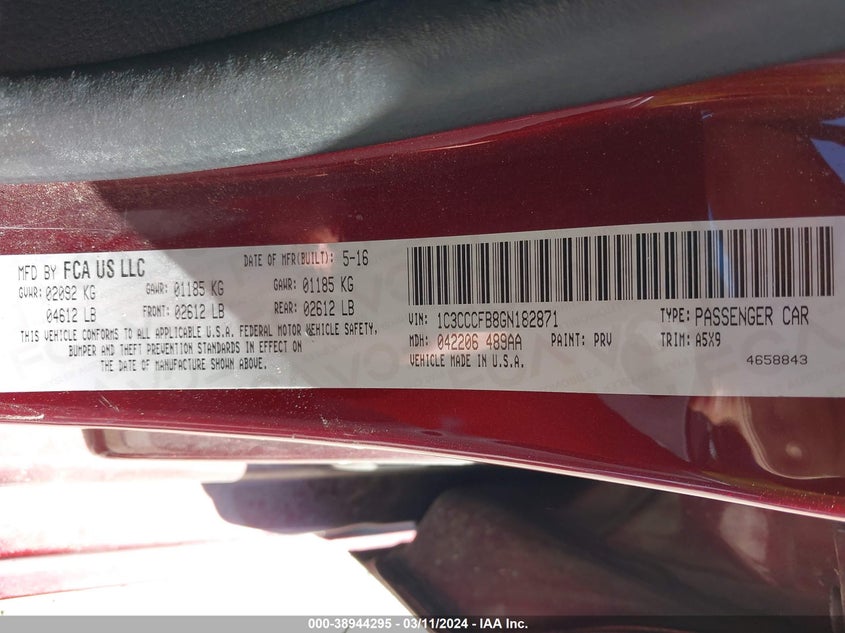 MFD BY FCA US LLC DATE OF MFR(BUILT): 5-16
GVWR: 02092 KG GAWR: 01185 KG GAWR: 01185 KG
04612 LB FRONT: 02612 LB REAR: 02612 LB
THIS VEHICLE CONFORMS TO ALL APPLICABLE U.S.A. FEDERAL MOTOR VEHICLE SAFETY,
BUMPER AND THEFT PREVENTION STANDARDS IN EFFECT ON
THE DATE OF MANUFACTURE SHOWN ABOVE.
VIN: 1C3CCCFB8GN182871 TYPE: PASSENGER CAR
MDH: 042206 489AA PAINT: PRV TRIM: A5X9
VEHICLE MADE IN U.S.A. 4658843
000-38944295 - 03/11/2024 - IAA Inc.